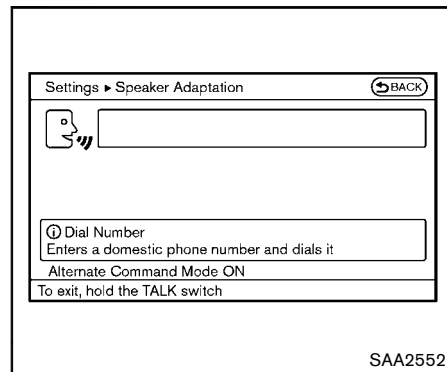 Settings ▸ Speaker Adaptation
BACK
ⓘ Dial Number
Enters a domestic phone number and dials it
Alternate Command Mode ON
To exit, hold the TALK switch
SAA2552